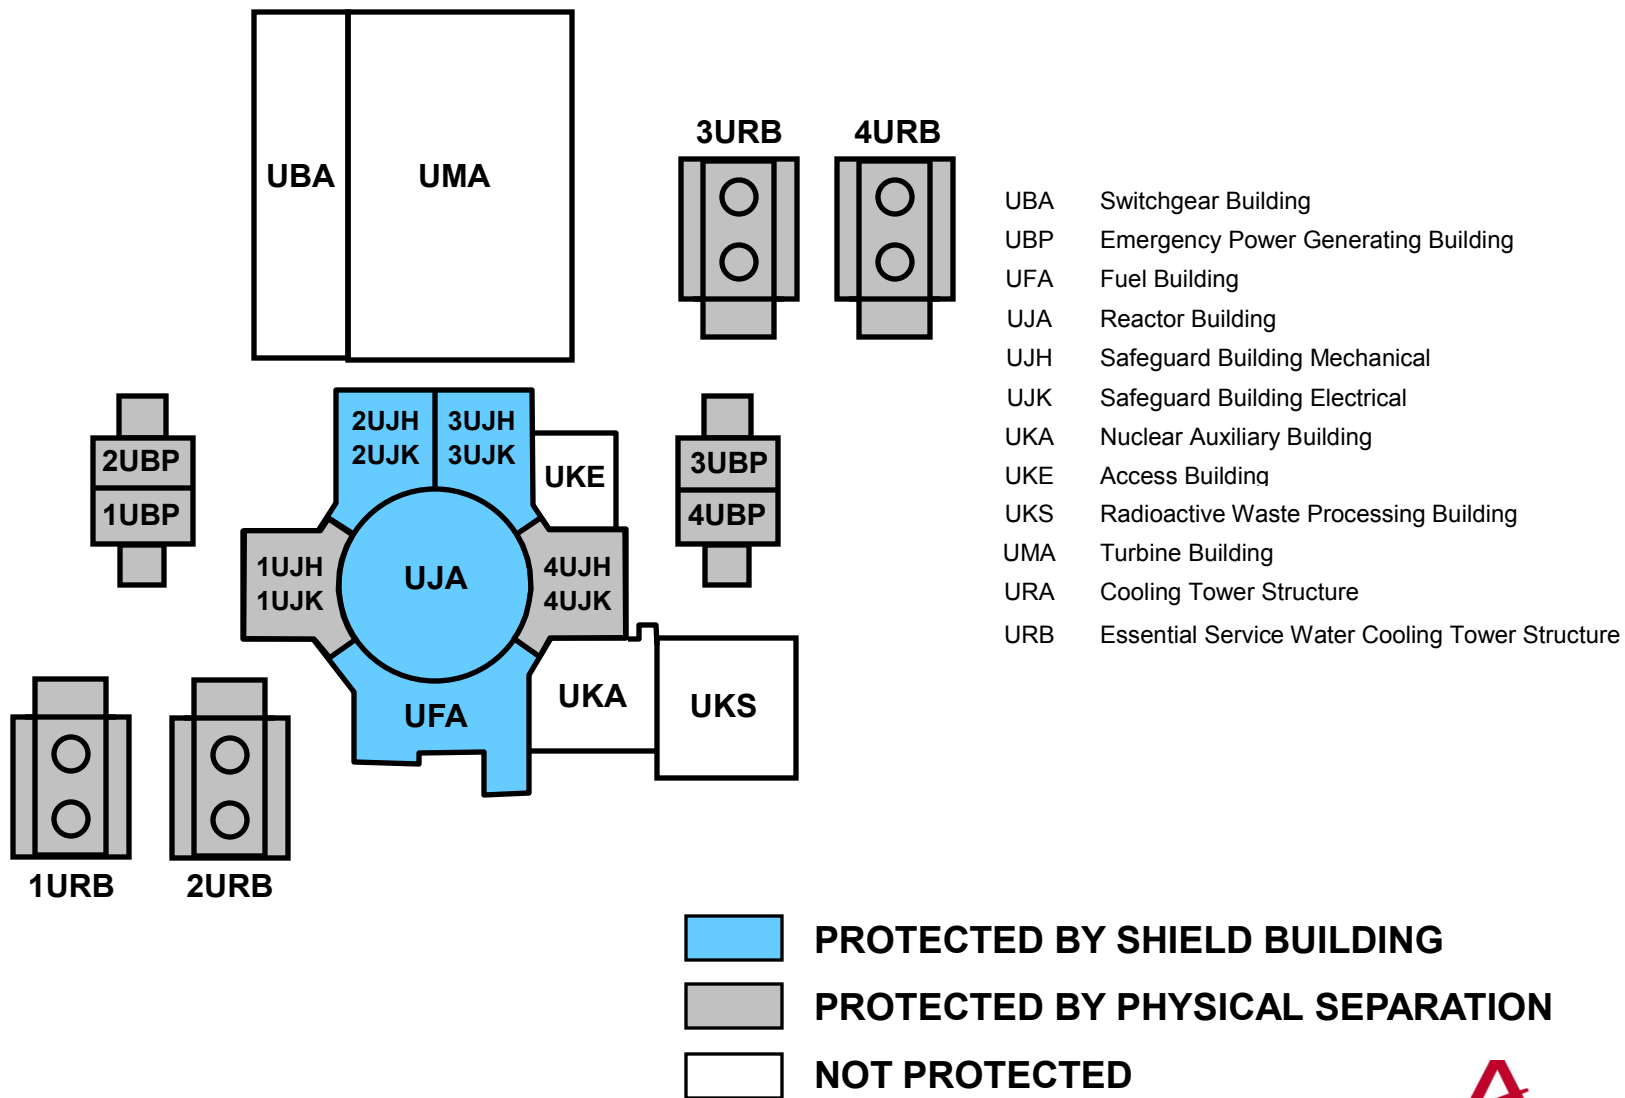 UBA
UMA
3URB
4URB
2UJH
2UJK
3UJH
3UJK
UKE
2UBP
1UBP
3UBP
4UBP
1UJH
1UJK
UJA
4UJH
4UJK
UFA
UKA
UKS
1URB
2URB
UBA Switchgear Building
UBP Emergency Power Generating Building
UFA Fuel Building
UJA Reactor Building
UJH Safeguard Building Mechanical
UJK Safeguard Building Electrical
UKA Nuclear Auxiliary Building
UKE Access Building
UKS Radioactive Waste Processing Building
UMA Turbine Building
URA Cooling Tower Structure
URB Essential Service Water Cooling Tower Structure
PROTECTED BY SHIELD BUILDING
PROTECTED BY PHYSICAL SEPARATION
NOT PROTECTED